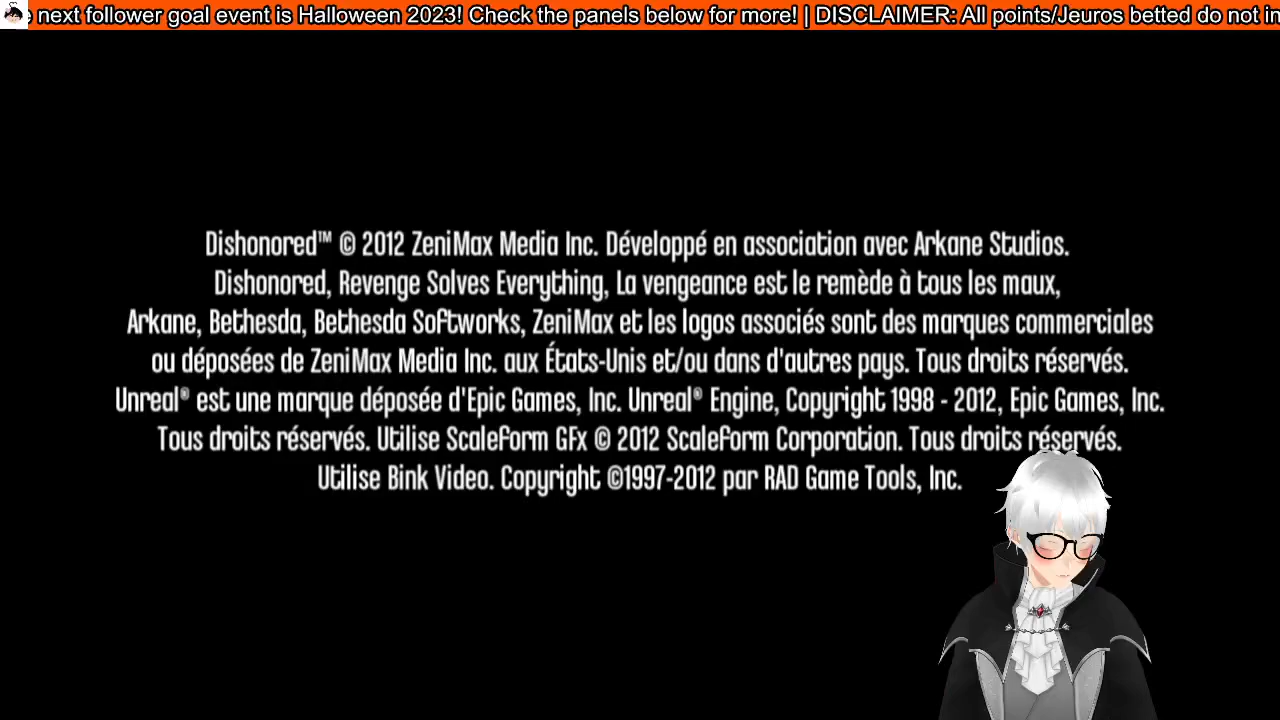 next follower goal event is Halloween 2023! Check the panels below for more! | DISCLAIMER: All points/Jeuros betted do not in
Dishonored™ © 2012 ZeniMax Media Inc. Développé en association avec Arkane Studios.
Dishonored, Revenge Solves Everything, La vengeance est le remède à tous les maux,
Arkane, Bethesda, Bethesda Softworks, ZeniMax et les logos associés sont des marques commerciales
ou déposées de ZeniMax Media Inc. aux États-Unis et/ou dans d'autres pays. Tous droits réservés.
Unreal® est une marque déposée d'Epic Games, Inc. Unreal® Engine, Copyright 1998 - 2012, Epic Games, Inc.
Tous droits réservés. Utilise Scaleform GFx © 2012 Scaleform Corporation. Tous droits réservés.
Utilise Bink Video. Copyright ©1997-2012 par RAD Game Tools, Inc.